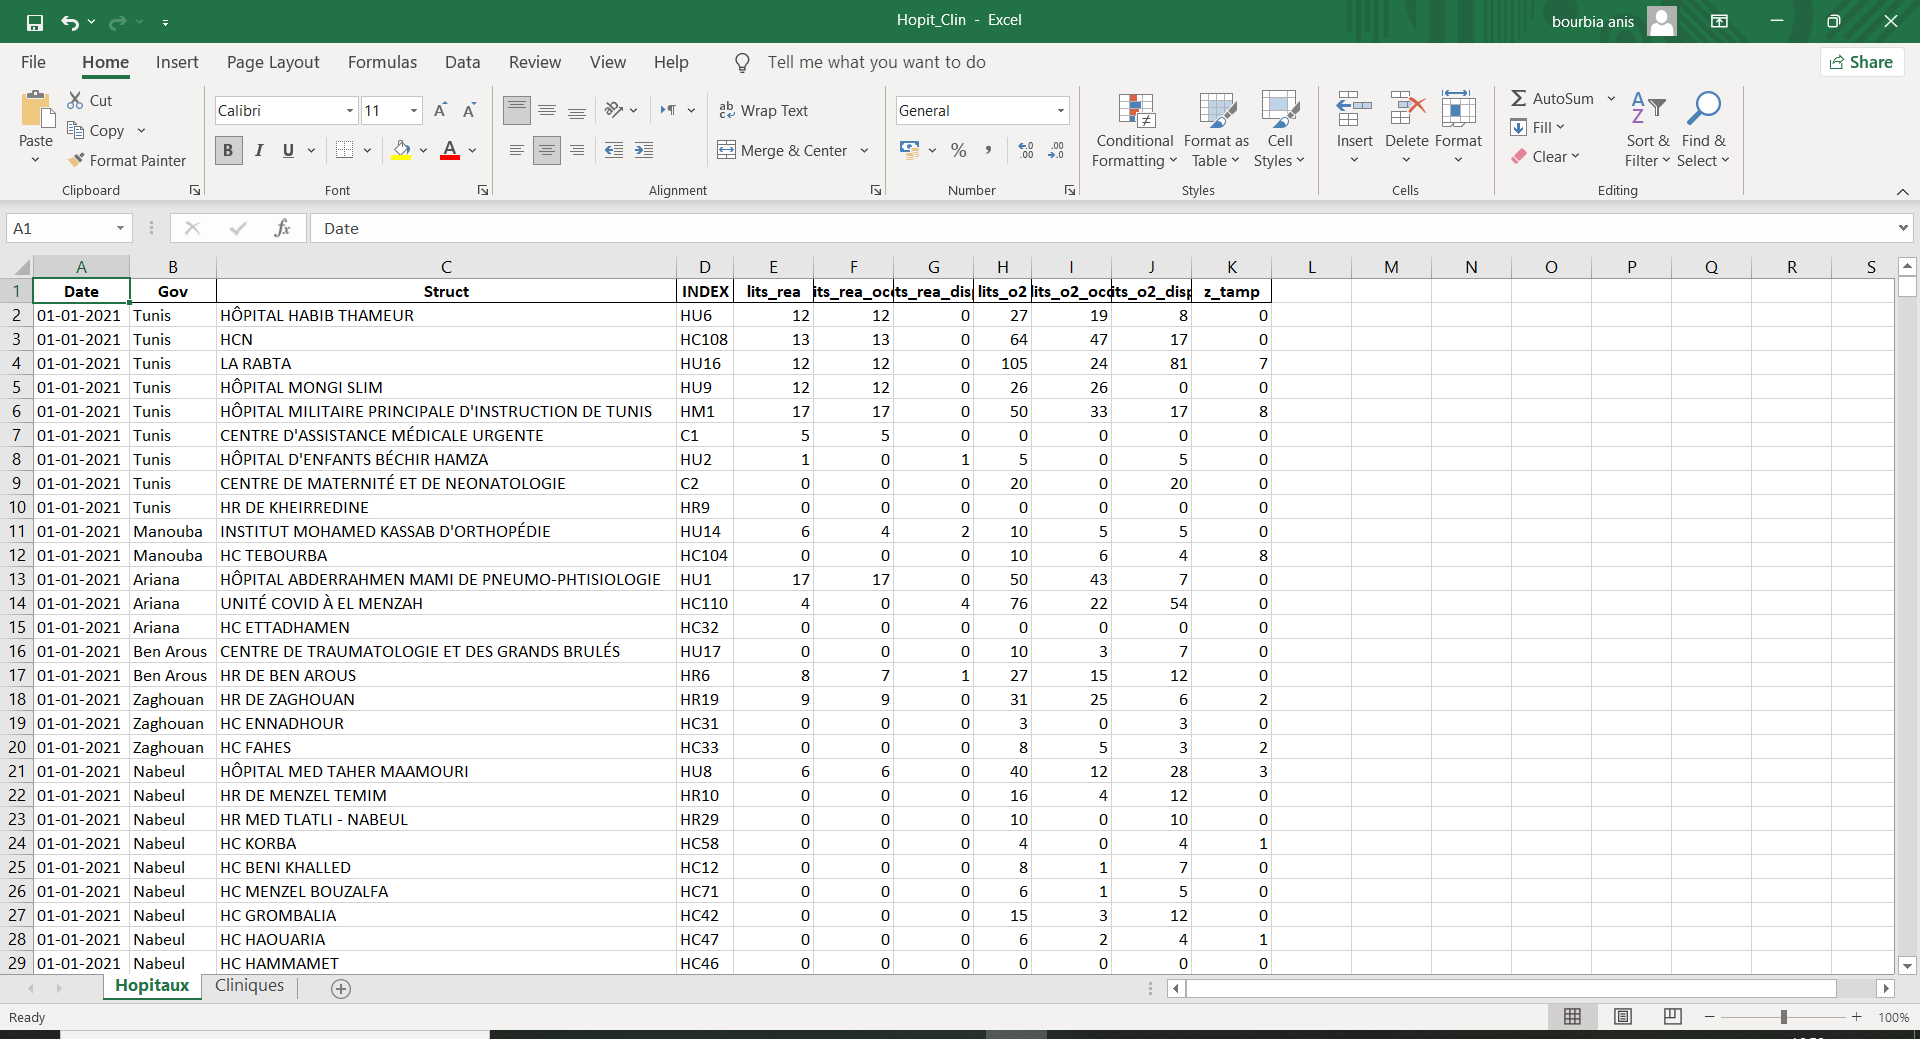 Hopit_Clin - Excel
bourbia anis
File Home Insert Page Layout Formulas Data Review View Help Tell me what you want to do Share
Paste Cut Copy Format Painter Clipboard
Calibri 11 B I U A Font
ab Wrap Text Merge & Center Alignment
General % Number
Conditional Formatting Format as Table Cell Styles Styles
Insert Delete Format Cells
AutoSum Fill Clear Sort & Filter Find & Select Editing
A1 fx Date
A B C D E F G H I J K L M N O P Q R S
1 Date Gov Struct INDEX lits_rea its_rea_occ ts_rea_disp lits_o2 lits_o2_occ its_o2_disp z_tamp
2 01-01-2021 Tunis HÔPITAL HABIB THAMEUR HU6 12 12 0 27 19 8 0
3 01-01-2021 Tunis HCN HC108 13 13 0 64 47 17 0
4 01-01-2021 Tunis LA RABTA HU16 12 12 0 105 24 81 7
5 01-01-2021 Tunis HÔPITAL MONGI SLIM HU9 12 12 0 26 26 0 0
6 01-01-2021 Tunis HÔPITAL MILITAIRE PRINCIPALE D'INSTRUCTION DE TUNIS HM1 17 17 0 50 33 17 8
7 01-01-2021 Tunis CENTRE D'ASSISTANCE MÉDICALE URGENTE C1 5 5 0 0 0 0 0
8 01-01-2021 Tunis HÔPITAL D'ENFANTS BÉCHIR HAMZA HU2 1 0 1 5 0 5 0
9 01-01-2021 Tunis CENTRE DE MATERNITÉ ET DE NEONATOLOGIE C2 0 0 0 20 0 20 0
10 01-01-2021 Tunis HR DE KHEIRREDINE HR9 0 0 0 0 0 0 0
11 01-01-2021 Manouba INSTITUT MOHAMED KASSAB D'ORTHOPÉDIE HU14 6 4 2 10 5 5 0
12 01-01-2021 Manouba HC TEBOURBA HC104 0 0 0 10 6 4 8
13 01-01-2021 Ariana HÔPITAL ABDERRAHMEN MAMI DE PNEUMO-PHTISIOLOGIE HU1 17 17 0 50 43 7 0
14 01-01-2021 Ariana UNITÉ COVID À EL MENZAH HC110 4 0 4 76 22 54 0
15 01-01-2021 Ariana HC ETTADHAMEN HC32 0 0 0 0 0 0 0
16 01-01-2021 Ben Arous CENTRE DE TRAUMATOLOGIE ET DES GRANDS BRULÉS HU17 0 0 0 10 3 7 0
17 01-01-2021 Ben Arous HR DE BEN AROUS HR6 8 7 1 27 15 12 0
18 01-01-2021 Zaghouan HR DE ZAGHOUAN HR19 9 9 0 31 25 6 2
19 01-01-2021 Zaghouan HC ENNADHOUR HC31 0 0 0 3 0 3 0
20 01-01-2021 Zaghouan HC FAHES HC33 0 0 0 8 5 3 2
21 01-01-2021 Nabeul HÔPITAL MED TAHER MAAMOURI HU8 6 6 0 40 12 28 3
22 01-01-2021 Nabeul HR DE MENZEL TEMIM HR10 0 0 0 16 4 12 0
23 01-01-2021 Nabeul HR MED TLATLI - NABEUL HR29 0 0 0 10 0 10 0
24 01-01-2021 Nabeul HC KORBA HC58 0 0 0 4 0 4 1
25 01-01-2021 Nabeul HC BENI KHALLED HC12 0 0 0 8 1 7 0
26 01-01-2021 Nabeul HC MENZEL BOUZALFA HC71 0 0 0 6 1 5 0
27 01-01-2021 Nabeul HC GROMBALIA HC42 0 0 0 15 3 12 0
28 01-01-2021 Nabeul HC HAOUARIA HC47 0 0 0 6 2 4 1
29 01-01-2021 Nabeul HC HAMMAMET HC46 0 0 0 0 0 0 0
Hopitaux Cliniques
Ready 100%